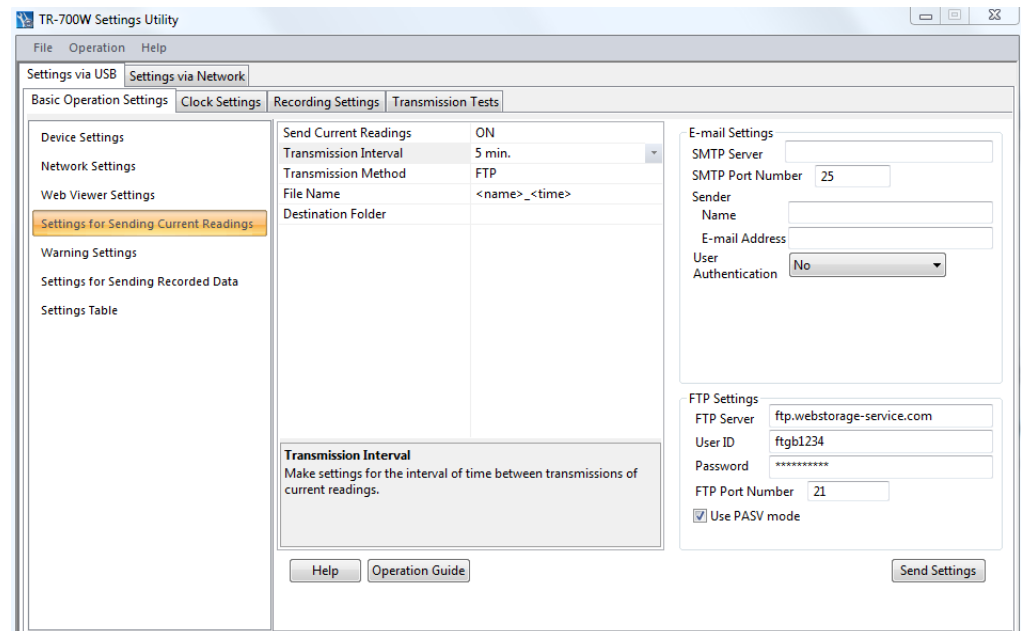 TR-700W Settings Utility
File Operation Help
Settings via USB Settings via Network
Basic Operation Settings Clock Settings Recording Settings Transmission Tests
Device Settings
Network Settings
Web Viewer Settings
Settings for Sending Current Readings
Warning Settings
Settings for Sending Recorded Data
Settings Table
Send Current Readings ON
Transmission Interval 5 min.
Transmission Method FTP
File Name <name>_<time>
Destination Folder
Transmission Interval
Make settings for the interval of time between transmissions of
current readings.
Help Operation Guide
E-mail Settings
SMTP Server
SMTP Port Number 25
Sender
Name
E-mail Address
User
Authentication No
FTP Settings
FTP Server ftp.webstorage-service.com
User ID ftgb1234
Password **********
FTP Port Number 21
Use PASV mode
Send Settings